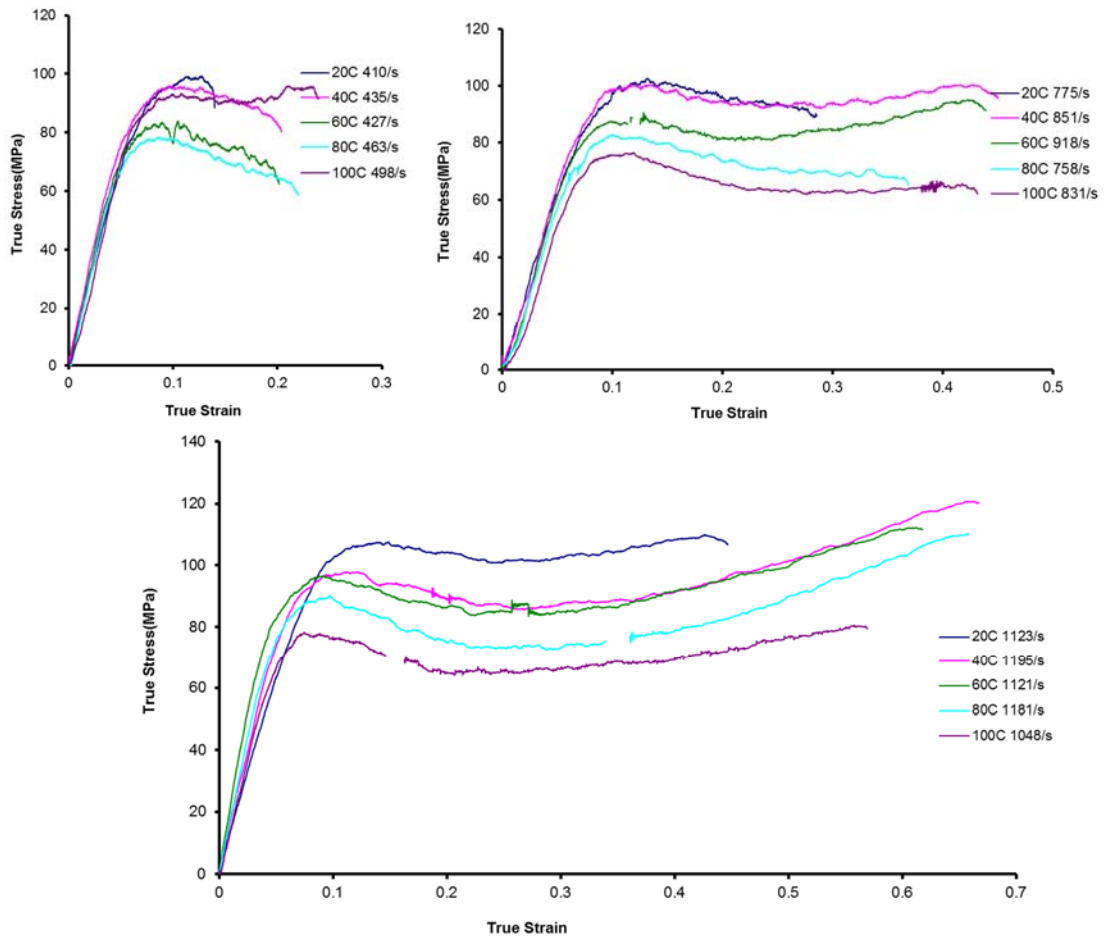 120
100
80
60
40
20
0
True Stress(MPa)
0
0.1
0.2
0.3
True Strain
20C 410/s
40C 435/s
60C 427/s
80C 463/s
100C 498/s
120
100
80
60
40
20
0
True Stress(MPa)
0
0.1
0.2
0.3
0.4
0.5
True Strain
20C 775/s
40C 851/s
60C 918/s
80C 758/s
100C 831/s
140
120
100
80
60
40
20
0
True Stress(MPa)
0
0.1
0.2
0.3
0.4
0.5
0.6
0.7
True Strain
20C 1123/s
40C 1195/s
60C 1121/s
80C 1181/s
100C 1048/s